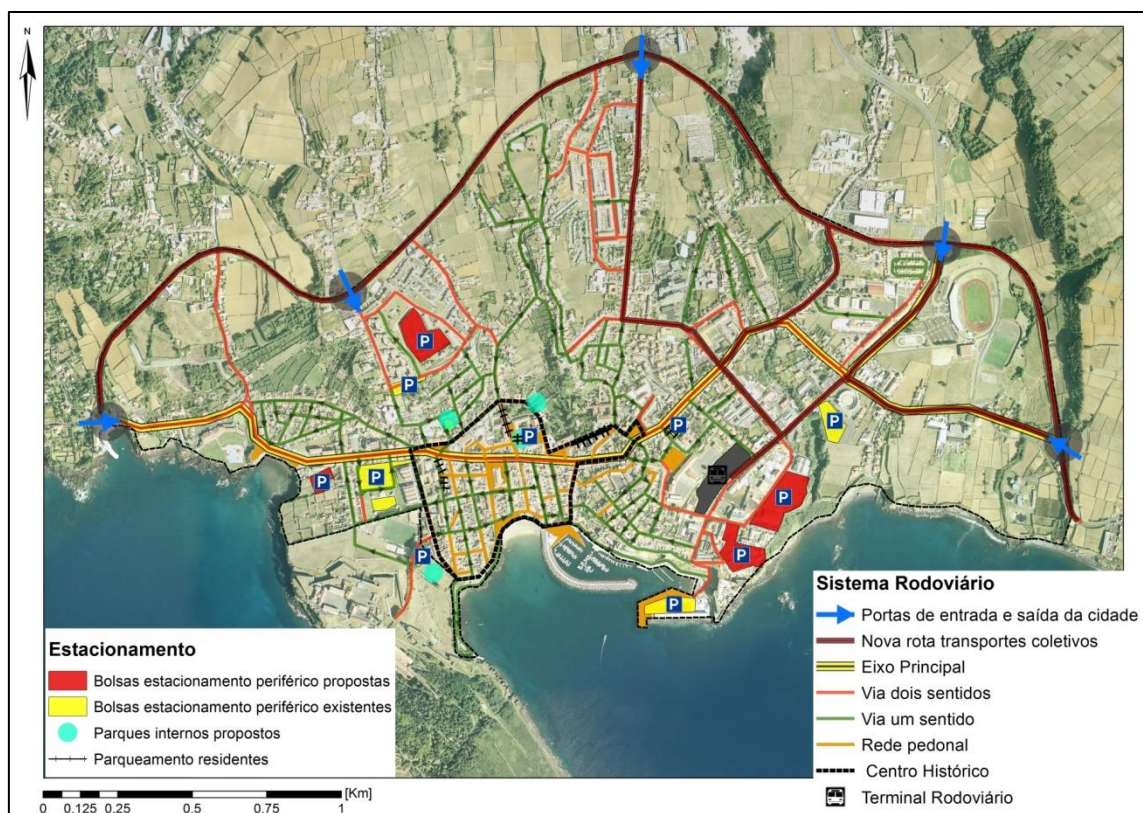 N
P
P
P
P
P
P
P
P
P
P
P
Estacionamento
Bolsas estacionamento periférico propostas
Bolsas estacionamento periférico existentes
Parques internos propostos
Parqueamento residentes
Sistema Rodoviário
Portas de entrada e saída da cidade
Nova rota transportes coletivos
Eixo Principal
Via dois sentidos
Via um sentido
Rede pedonal
Centro Histórico
Terminal Rodoviário
[Km]
0 0.125 0.25 0.5 0.75 1